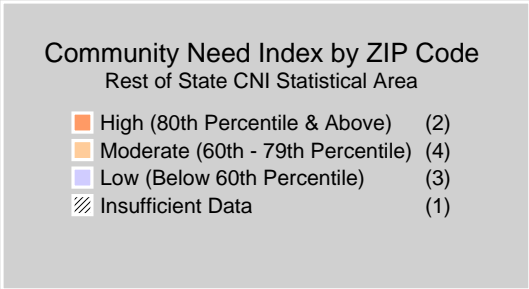 Community Need Index by ZIP Code
Rest of State CNI Statistical Area
High (80th Percentile & Above) (2)
Moderate (60th - 79th Percentile) (4)
Low (Below 60th Percentile) (3)
Insufficient Data (1)